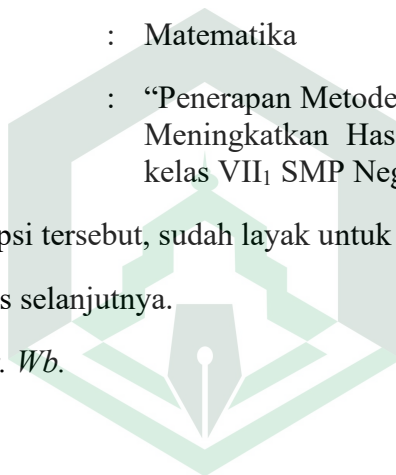 : Matematika
: “Penerapan Metode
Meningkatkan Has
kelas VII₁ SMP Neg
psi tersebut, sudah layak untuk
s selanjutnya.
. Wb.